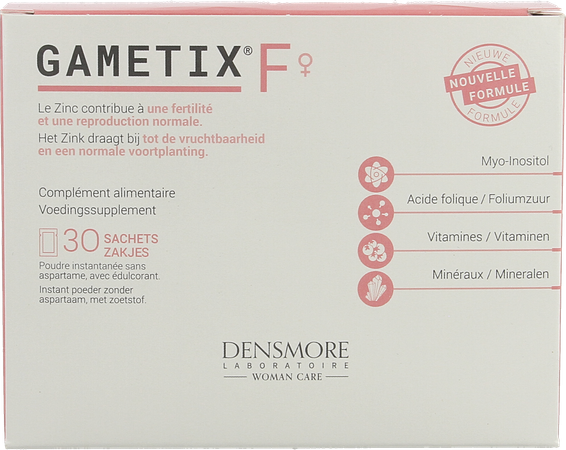 GAMETIX® F♀
Le Zinc contribue à une fertilité
et une reproduction normale.
Het Zink draagt bij tot de vruchtbaarheid
en een normale voortplanting.
NIEUWE
NOUVELLE
FORMULE
FORMULE
Complément alimentaire
Voedingssupplement
30 SACHETS
ZAKJES
Poudre instantanée sans
aspartame, avec édulcorant.
Instant poeder zonder
aspartaam, met zoetstof.
Myo-Inositol
Acide folique / Foliumzuur
Vitamines / Vitaminen
Minéraux / Mineralen
DENSMORE
LABORATOIRE
WOMAN CARE